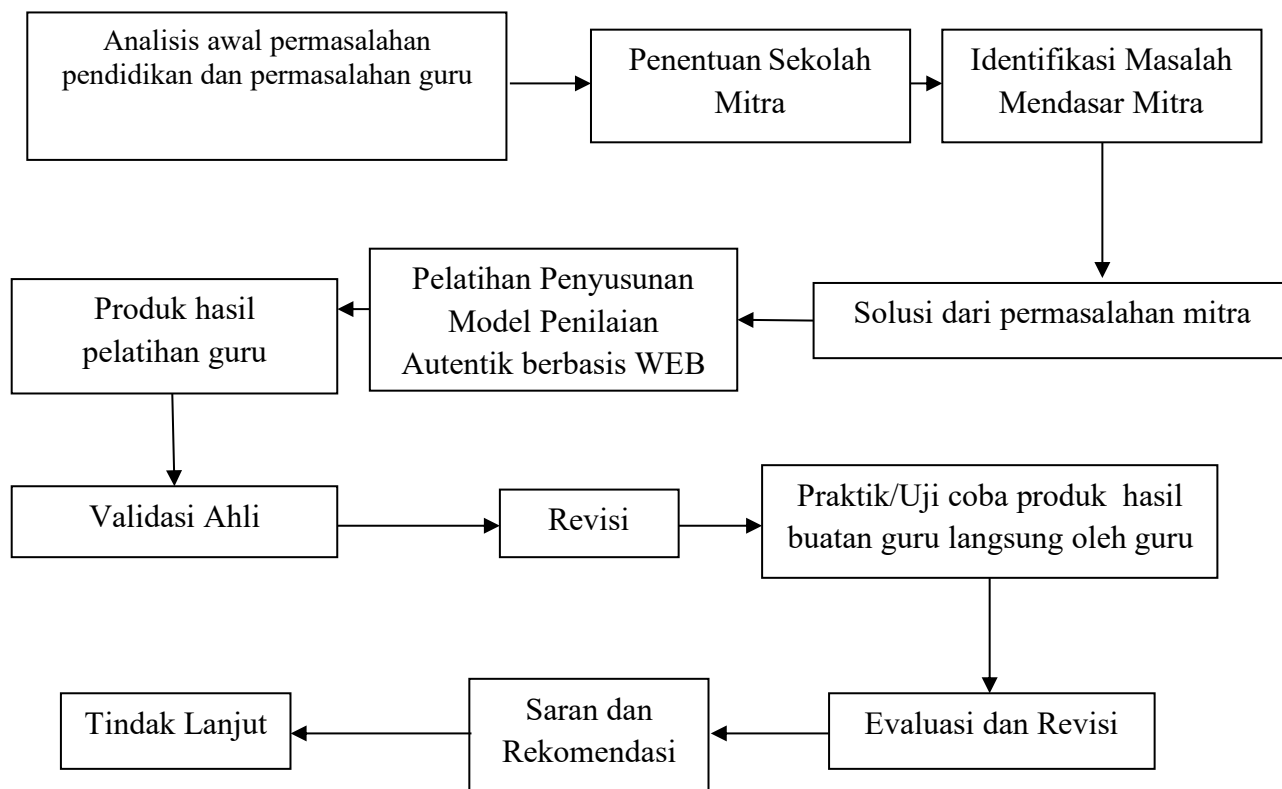 Analisis awal permasalahan
pendidikan dan permasalahan guru
Penentuan Sekolah
Mitra
Identifikasi Masalah
Mendasar Mitra
Solusi dari permasalahan mitra
Pelatihan Penyusunan
Model Penilaian
Autentik berbasis WEB
Produk hasil
pelatihan guru
Validasi Ahli
Revisi
Praktik/Uji coba produk hasil
buatan guru langsung oleh guru
Evaluasi dan Revisi
Saran dan
Rekomendasi
Tindak Lanjut